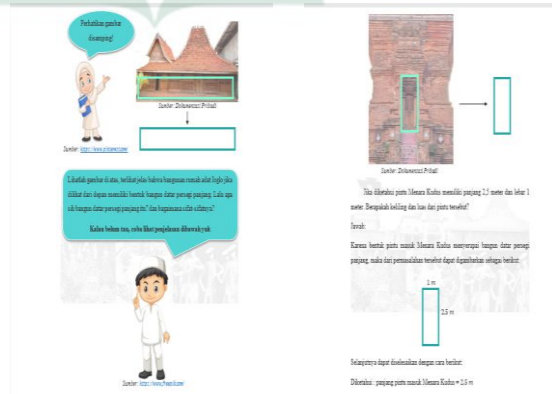 Perhatikan gambar
disamping!
Sumber: Dokumentasi Pribadi
Sumber: https://www.pinterest.com/
Lihatlah gambar di atas, terlihat jelas bahwa bangunan rumah adat Joglo jika
dilihat dari depan memiliki bentuk bangun datar persegi panjang. Lalu apa
sih bangun datar persegi panjang itu? dan bagaimana sifat-sifatnya?
Kalau belum tau, coba lihat penjelasan dibawah yuk
Sumber: https://www.freepik.com/
Sumber: Dokumentasi Pribadi
Jika diketahui pintu Menara Kudus memiliki panjang 2,5 meter dan lebar 1
meter. Berapakah keliling dan luas dari pintu tersebut?
Jawab:
Karena bentuk pintu masuk Menara Kudus menyerupai bangun datar persegi
panjang, maka dari permasalahan tersebut dapat digambarkan sebagai berikut:
1 m
2,5 m
Selanjutnya dapat diselesaikan dengan cara berikut:
Diketahui : panjang pintu masuk Menara Kudus = 2,5 m